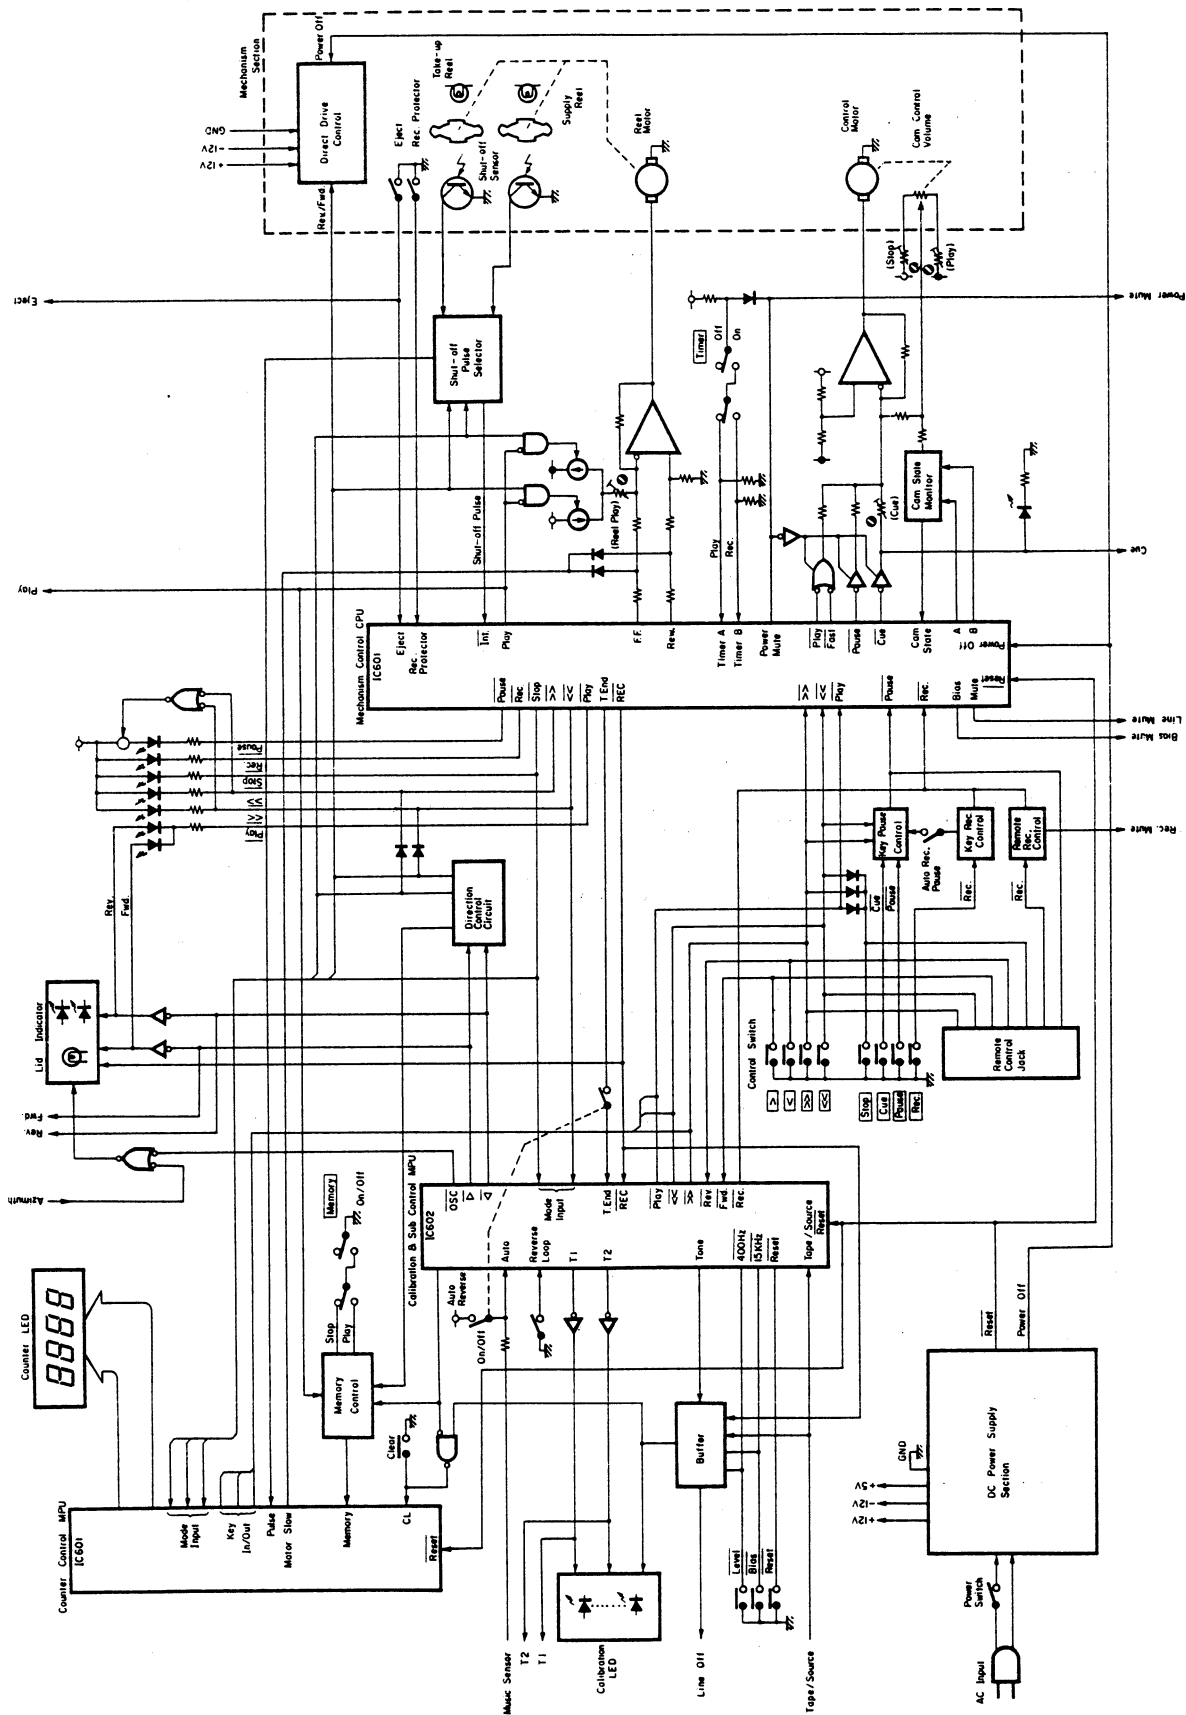 Mechanism
Section
Power Off
Direct Drive
Control
GND
-12V
+12V
Rev./Fwd.
Take-up
Reel
Supply
Reel
Eject
Rec. Protector
Shut-off
Sensor
Reel
Motor
Control
Motor
Cam Control
Volume
(Stop)
(Play)
Eject
Power Mute
Shut-off
Pulse
Selector
Timer
Off
On
Shut-off Pulse
(Reel Play)
Play
Rec.
(Cue)
Cam State
Monitor
Play
Cue
Mechanism Control CPU
IC601
Eject
Rec.
Protector
Int.
Play
F.F.
Rew.
Timer A
Timer B
Power
Mute
Play
Fast
Pause
Cue
Cam
State
A
B
Power Off
Pause
Rec
Stop
>>
<<
Play
T.End
REC
>>
<<
Play
Pause
Rec.
Bias
Mute
Reset
Line Mute
Bias Mute
Pause
Rec.
Stop
>>
<<
Play
Rev.
Fwd.
Direction
Control
Circuit
Key Pause
Control
Auto Rec.
Pause
Key Rec.
Control
Remote
Rec.
Control
Rec. Mute
Cue
Pause
Rec.
Rec.
Lid Indicator
Fwd.
Rev.
Azimuth
Control Switch
>
<
>>
<<
Stop
Cue
Pause
Rec.
Remote
Control
Jack
Calibration & Sub Control MPU
IC602
OSC
Mode
Input
T.End
REC
Play
<<
>>
Rev.
Fwd.
Rec.
Auto
Reverse
Loop
T1
T2
Tone
400Hz
15KHz
Reset
Tape/Source
Reset
Memory
On/Off
Auto
Reverse
On/Off
Stop
Play
Memory
Control
Clear
Counter LED
8888
Counter Control MPU
IC601
Mode
Input
Key
In/Out
Pulse
Motor Slow
Memory
CL
Reset
Buffer
Level
Bias
Reset
Music Sensor
T2
T1
Calibration
LED
Line Off
Tape/Source
Reset
Power Off
DC Power Supply
Section
GND
+5V
-12V
+12V
Power
Switch
AC Input